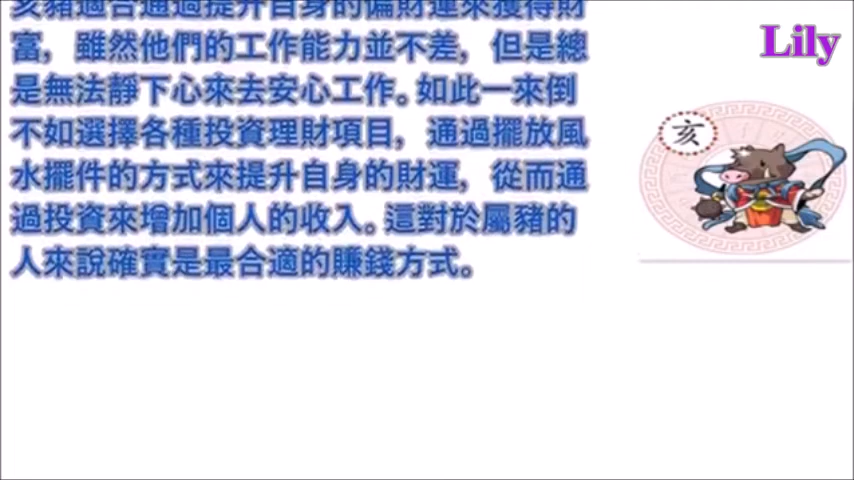 亥豬適合通過提升自身的偏財運來獲得財
富，雖然他們的工作能力並不差，但是總
是無法靜下心來去安心工作。如此一來倒
不如選擇各種投資理財項目，通過擺放風
水擺件的方式來提升自身的財運，從而通
過投資來增加個人的收入。這對於屬豬的
人來說確實是最合適的賺錢方式。
Lily
亥